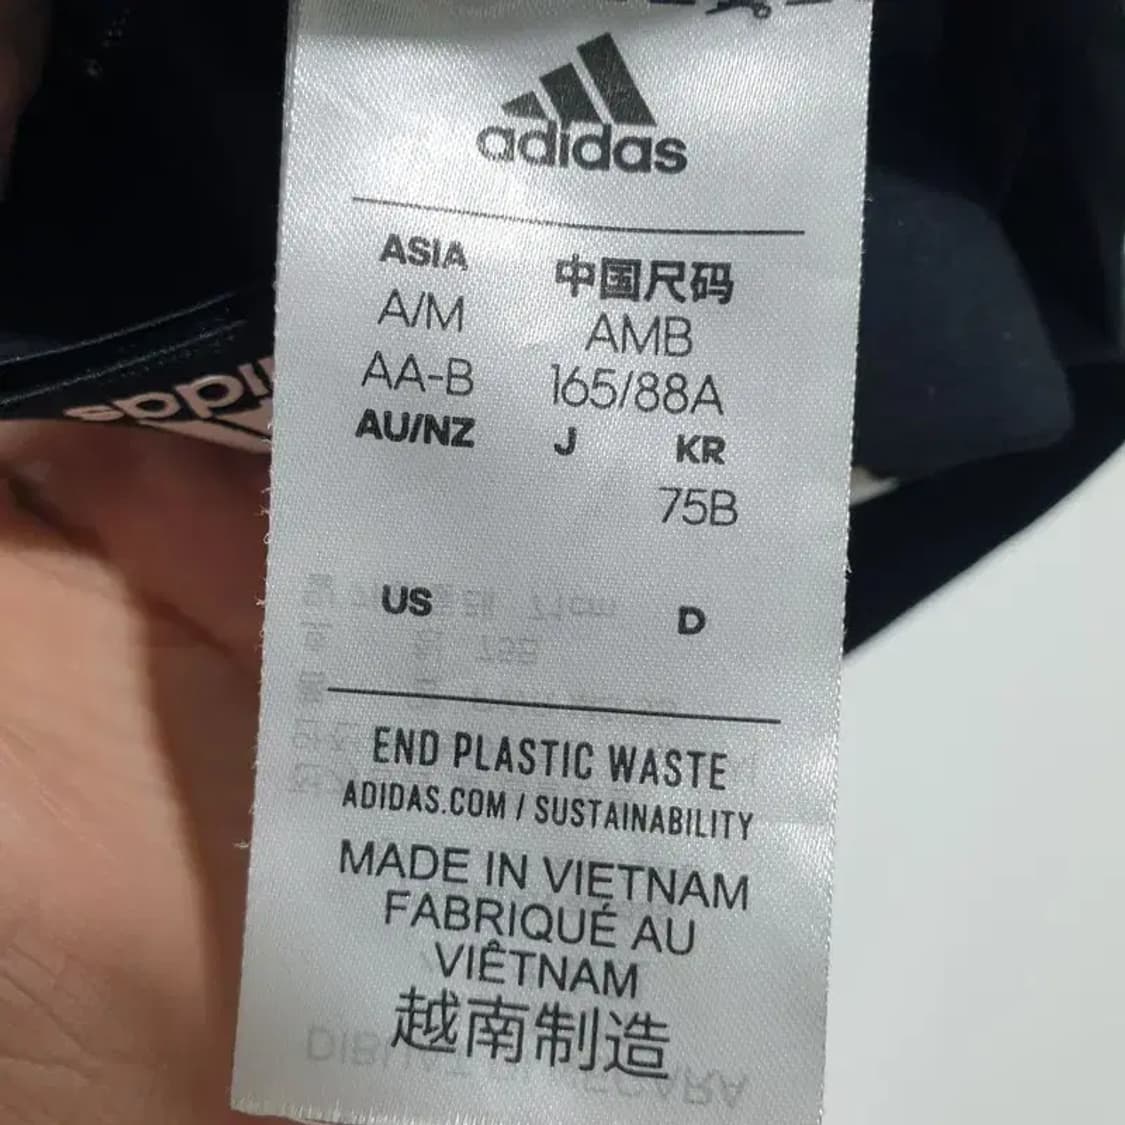 adidas
ASIA 中国尺码
A/M AMB
AA-B 165/88A
AU/NZ J KR
75B
US D
END PLASTIC WASTE
ADIDAS.COM / SUSTAINABILITY
MADE IN VIETNAM
FABRIQUÉ AU
VIÊTNAM
越南制造
adidas